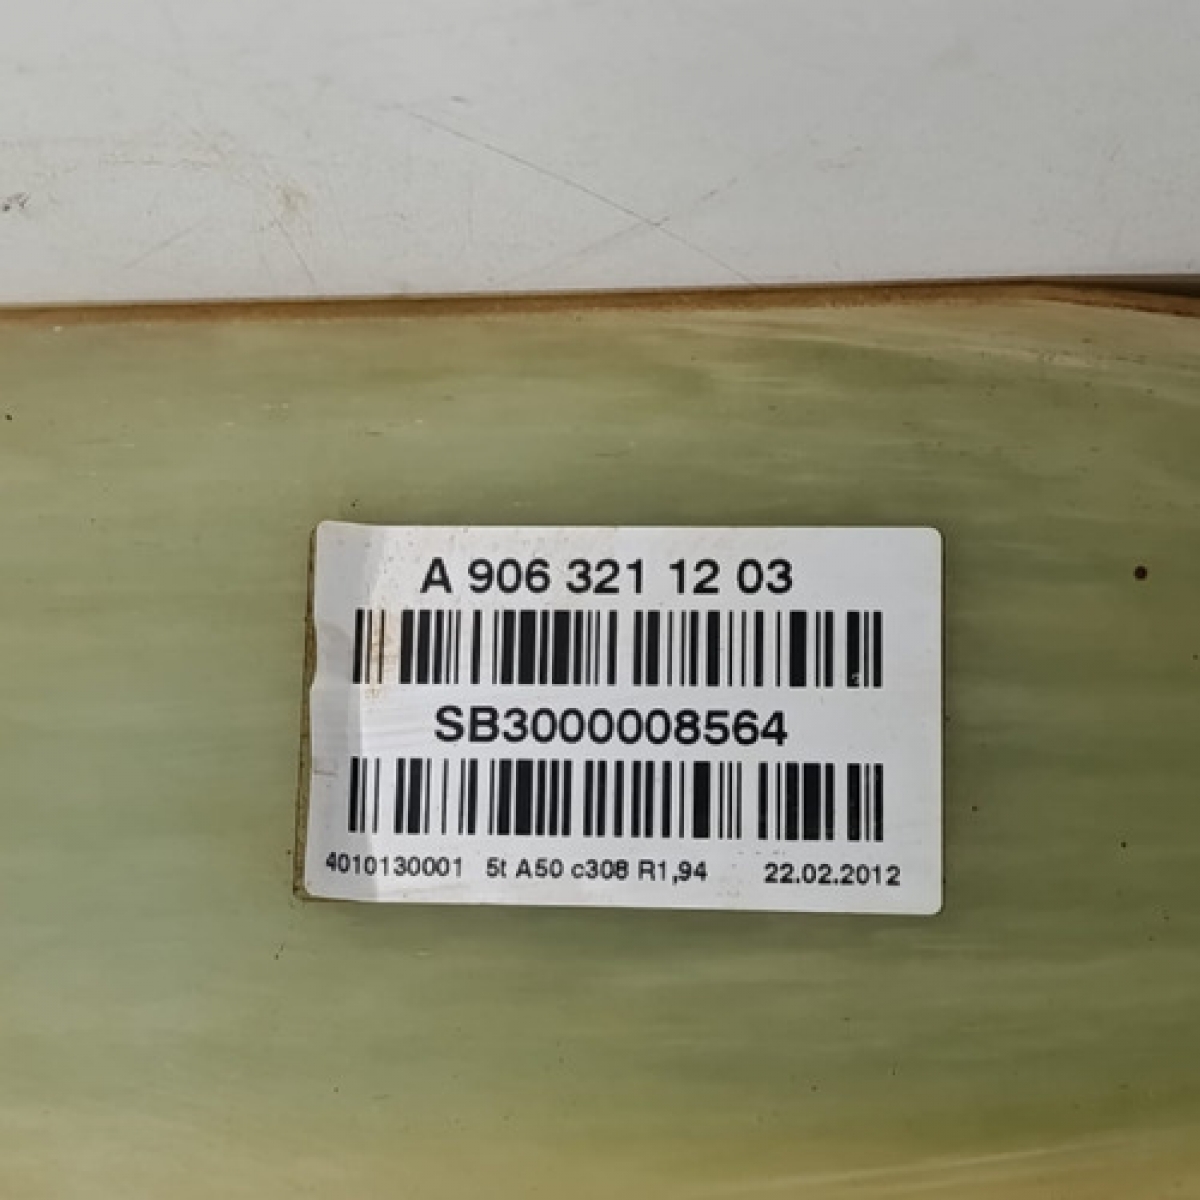 A 906 321 12 03
SB3000008564
4010130001 5t A50 c308 R1,94 22.02.2012